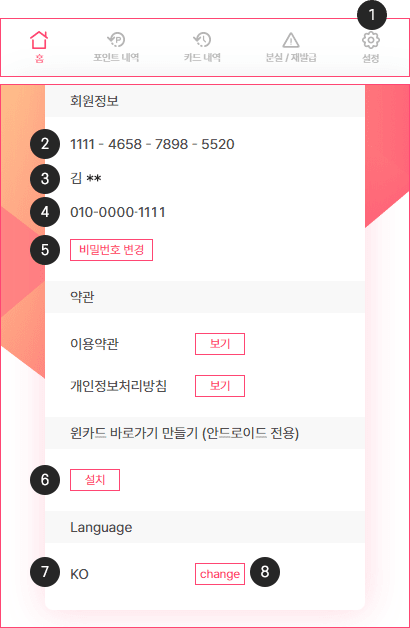 1
홈 포인트 내역 카드 내역 분실 / 재발급 설정
회원정보
2 1111 - 4658 - 7898 - 5520
3 김 **
4 010-0000-1111
5 비밀번호 변경
약관
이용약관 보기
개인정보처리방침 보기
윈카드 바로가기 만들기 (안드로이드 전용)
6 설치
Language
7 KO change 8